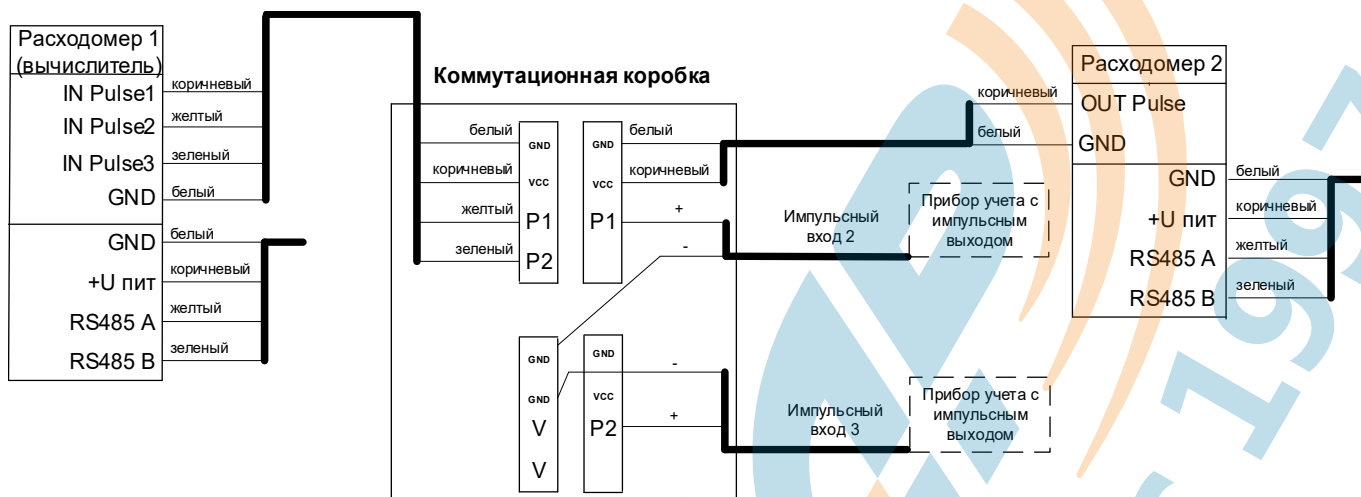 Расходомер 1
(вычислитель)
IN Pulse1
коричневый
IN Pulse2
желтый
IN Pulse3
зеленый
GND
белый
GND
белый
+U пит
коричневый
RS485 A
желтый
RS485 B
зеленый
Коммутационная коробка
белый
GND
коричневый
VCC
желтый
P1
зеленый
P2
GND
белый
VCC
коричневый
P1
+
-
GND
GND
V
V
GND
-
VCC
P2
+
Импульсный
вход 2
Прибор учета с
импульсным
выходом
Импульсный
вход 3
Прибор учета с
импульсным
выходом
Расходомер 2
коричневый
OUT Pulse
белый
GND
GND
белый
+U пит
коричневый
RS485 A
желтый
RS485 B
зеленый
1997